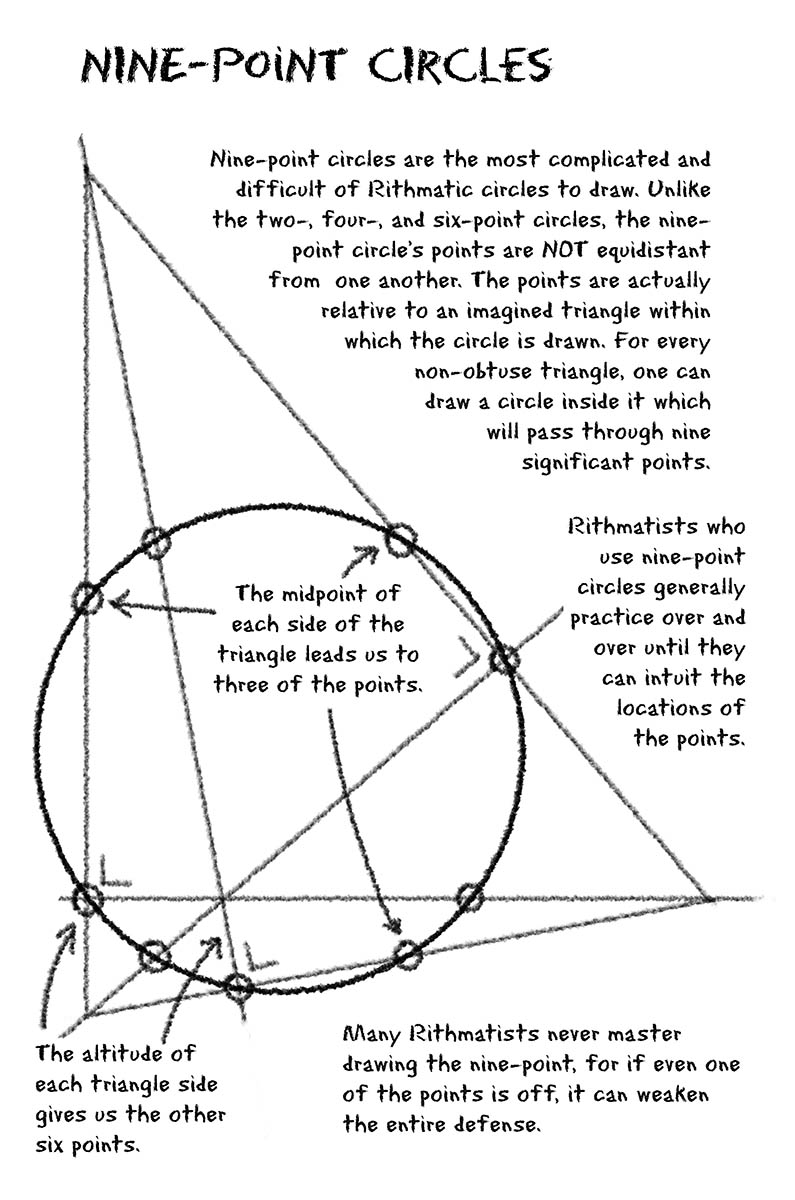 NINE-POINT CIRCLES
Nine-point circles are the most complicated and
difficult of Rithmatic circles to draw. Unlike
the two-, four-, and six-point circles, the nine-
point circle's points are NOT equidistant
from one another. The points are actually
relative to an imagined triangle within
which the circle is drawn. For every
non-obtuse triangle, one can
draw a circle inside it which
will pass through nine
significant points.
Rithmatists who
use nine-point
circles generally
practice over and
over until they
can intuit the
locations of
the points.
The midpoint of
each side of the
triangle leads us to
three of the points.
The altitude of
each triangle side
gives us the other
six points.
Many Rithmatists never master
drawing the nine-point, for if even one
of the points is off, it can weaken
the entire defense.